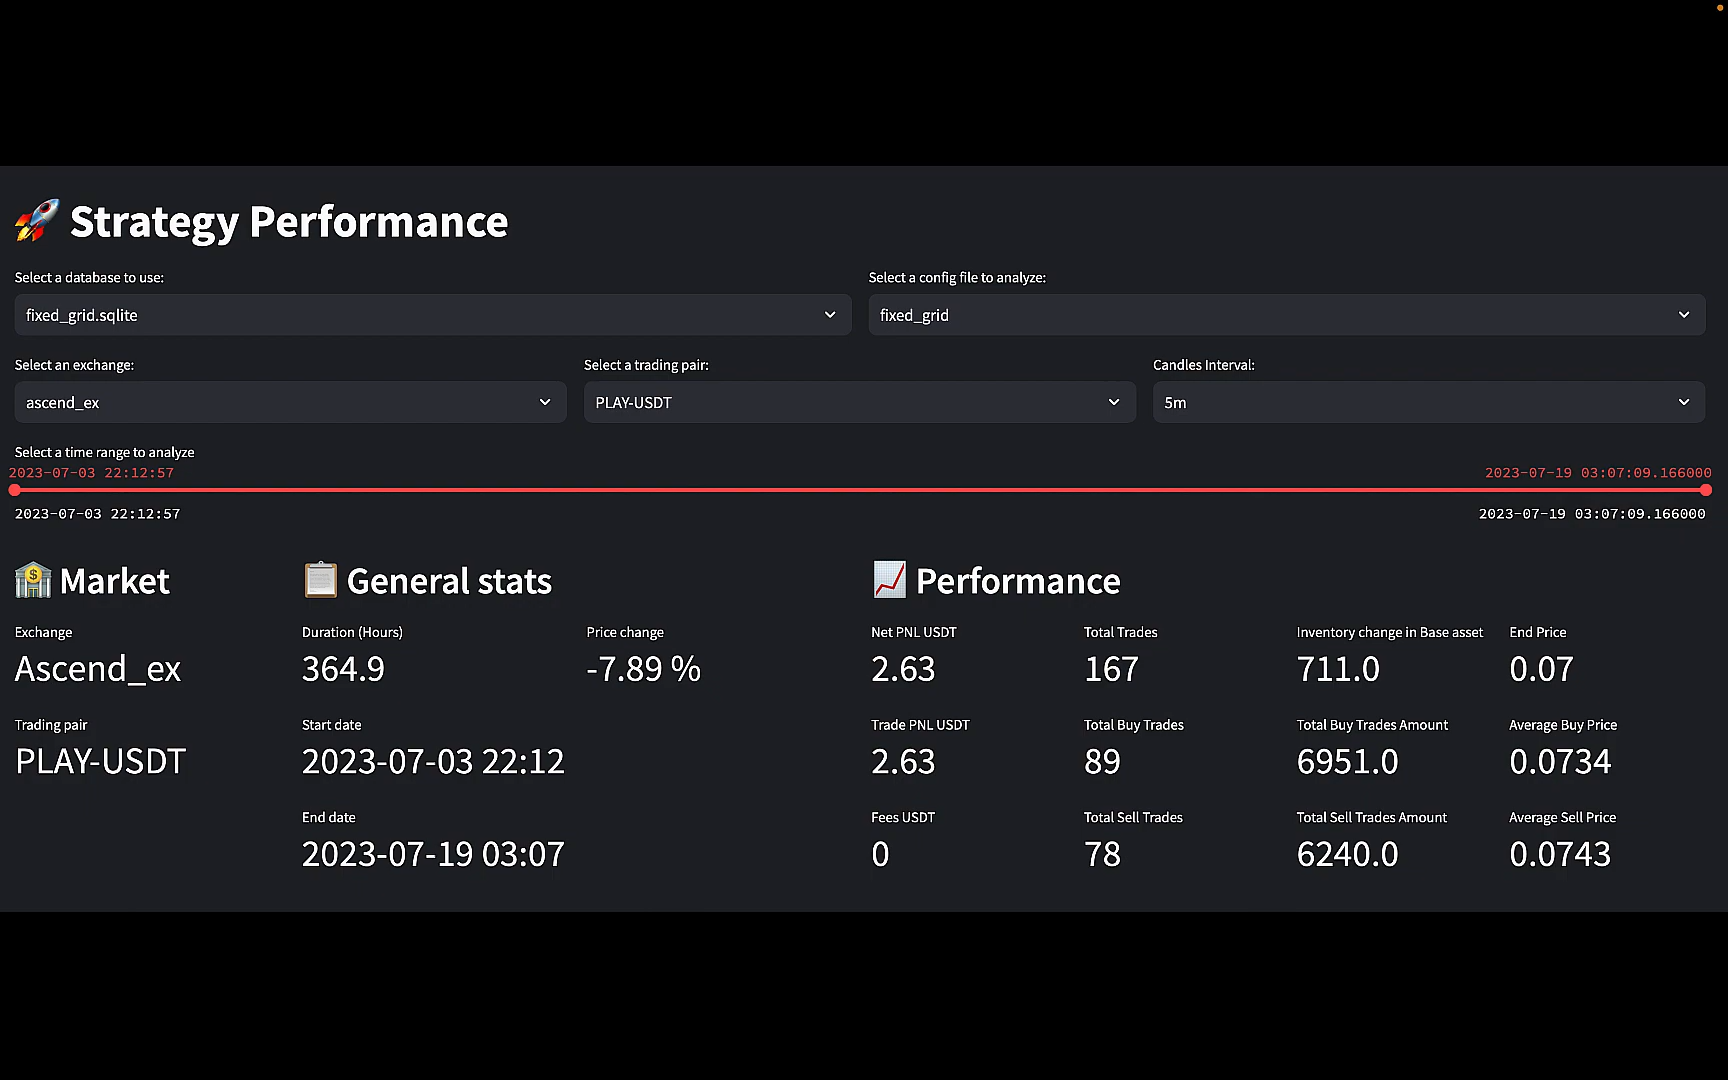 Strategy Performance
Select a database to use:
fixed_grid.sqlite
Select a config file to analyze:
fixed_grid
Select an exchange:
ascend_ex
Select a trading pair:
PLAY-USDT
Candles Interval:
5m
Select a time range to analyze
2023-07-03 22:12:57
2023-07-19 03:07:09.166000
2023-07-03 22:12:57
2023-07-19 03:07:09.166000
Market
Exchange
Ascend_ex
Trading pair
PLAY-USDT
General stats
Duration (Hours)
364.9
Price change
-7.89 %
Start date
2023-07-03 22:12
End date
2023-07-19 03:07
Performance
Net PNL USDT
2.63
Total Trades
167
Inventory change in Base asset
711.0
End Price
0.07
Trade PNL USDT
2.63
Total Buy Trades
89
Total Buy Trades Amount
6951.0
Average Buy Price
0.0734
Fees USDT
0
Total Sell Trades
78
Total Sell Trades Amount
6240.0
Average Sell Price
0.0743